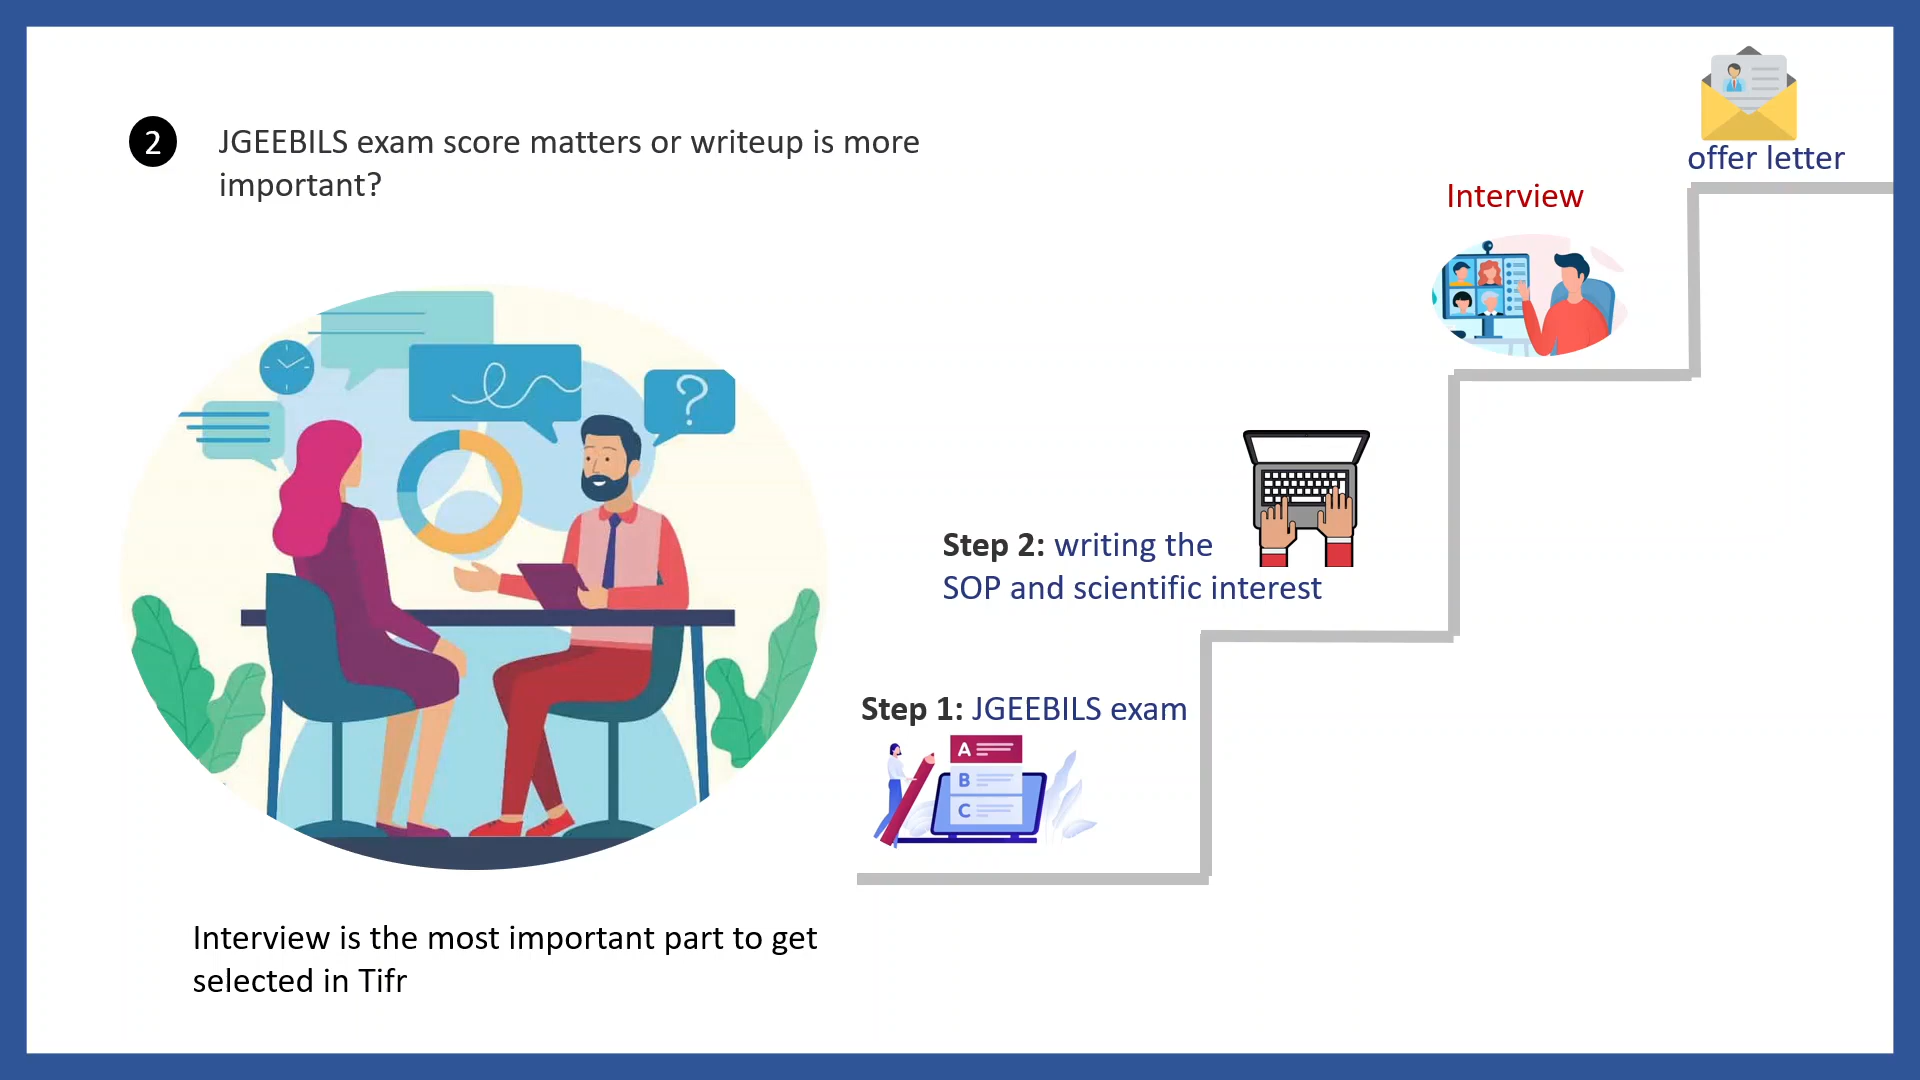 2
JGEEBILS exam score matters or writeup is more
important?
offer letter
Interview
?
Step 2: writing the
SOP and scientific interest
Step 1: JGEEBILS exam
A
B
C
Interview is the most important part to get
selected in Tifr